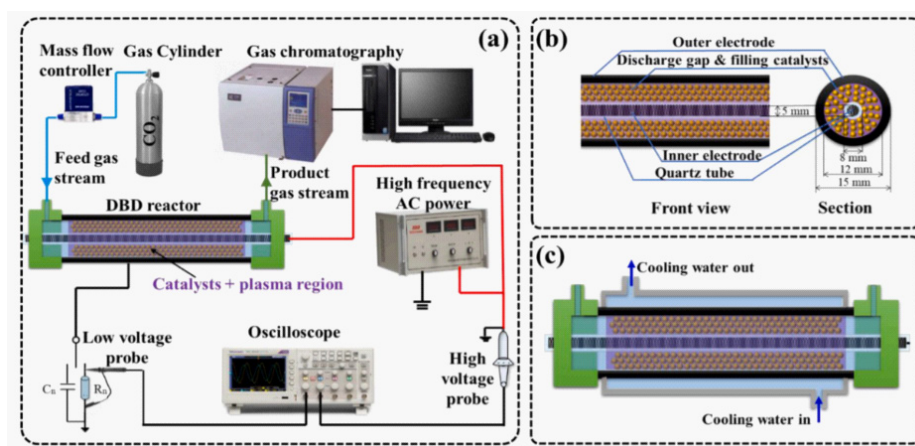 (a)
Mass flow
controller
Gas Cylinder
Gas chromatography
CO₂
Feed gas
stream
Product
gas stream
DBD reactor
High frequency
AC power
Catalysts + plasma region
Low voltage
probe
Oscilloscope
High
voltage
probe
(b)
Outer electrode
Discharge gap & filling catalysts
5 mm
Inner electrode
Quartz tube
8 mm
12 mm
15 mm
Front view
Section
(c)
Cooling water out
Cooling water in